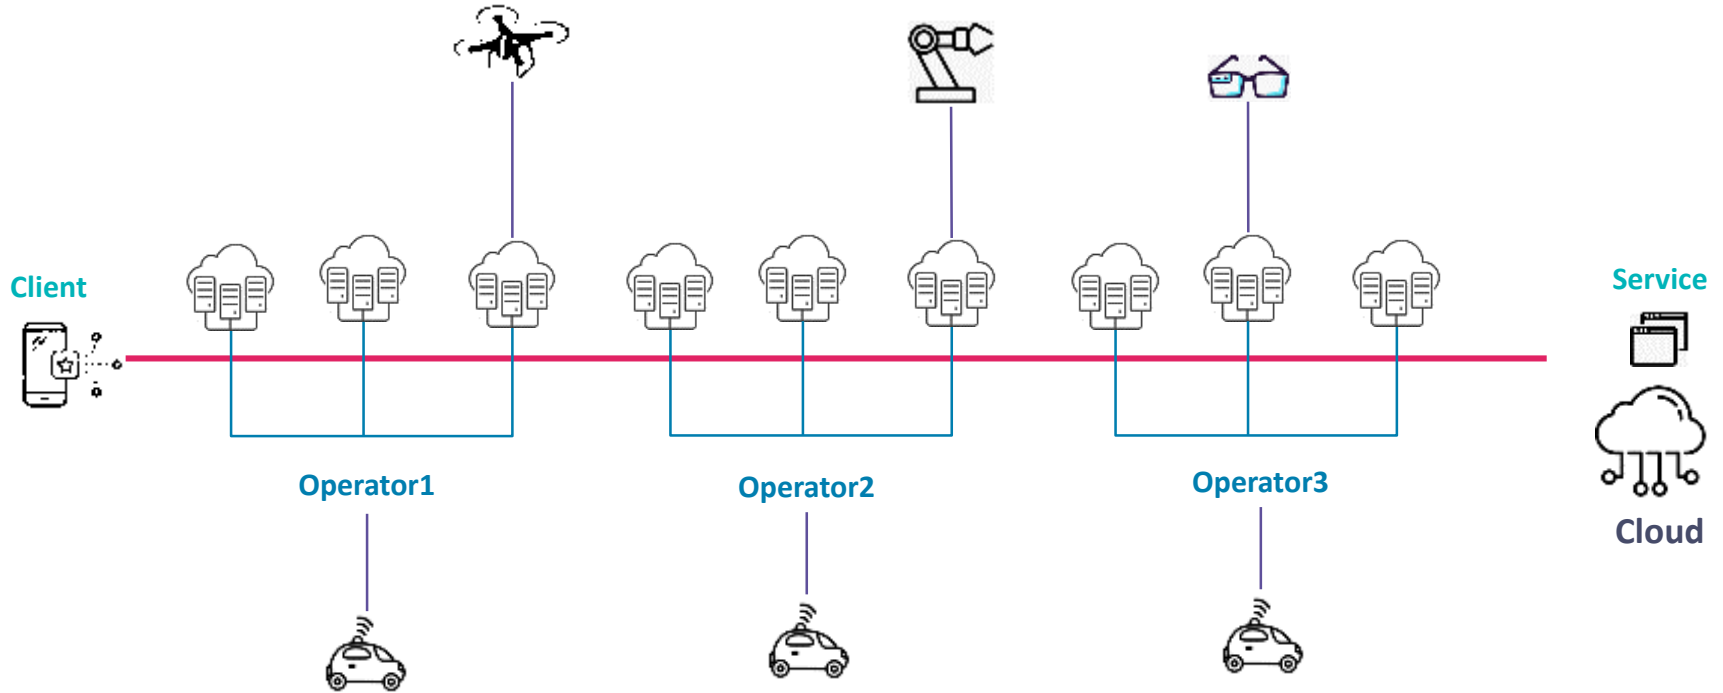 Client
Service
Operator1
Operator2
Operator3
Cloud